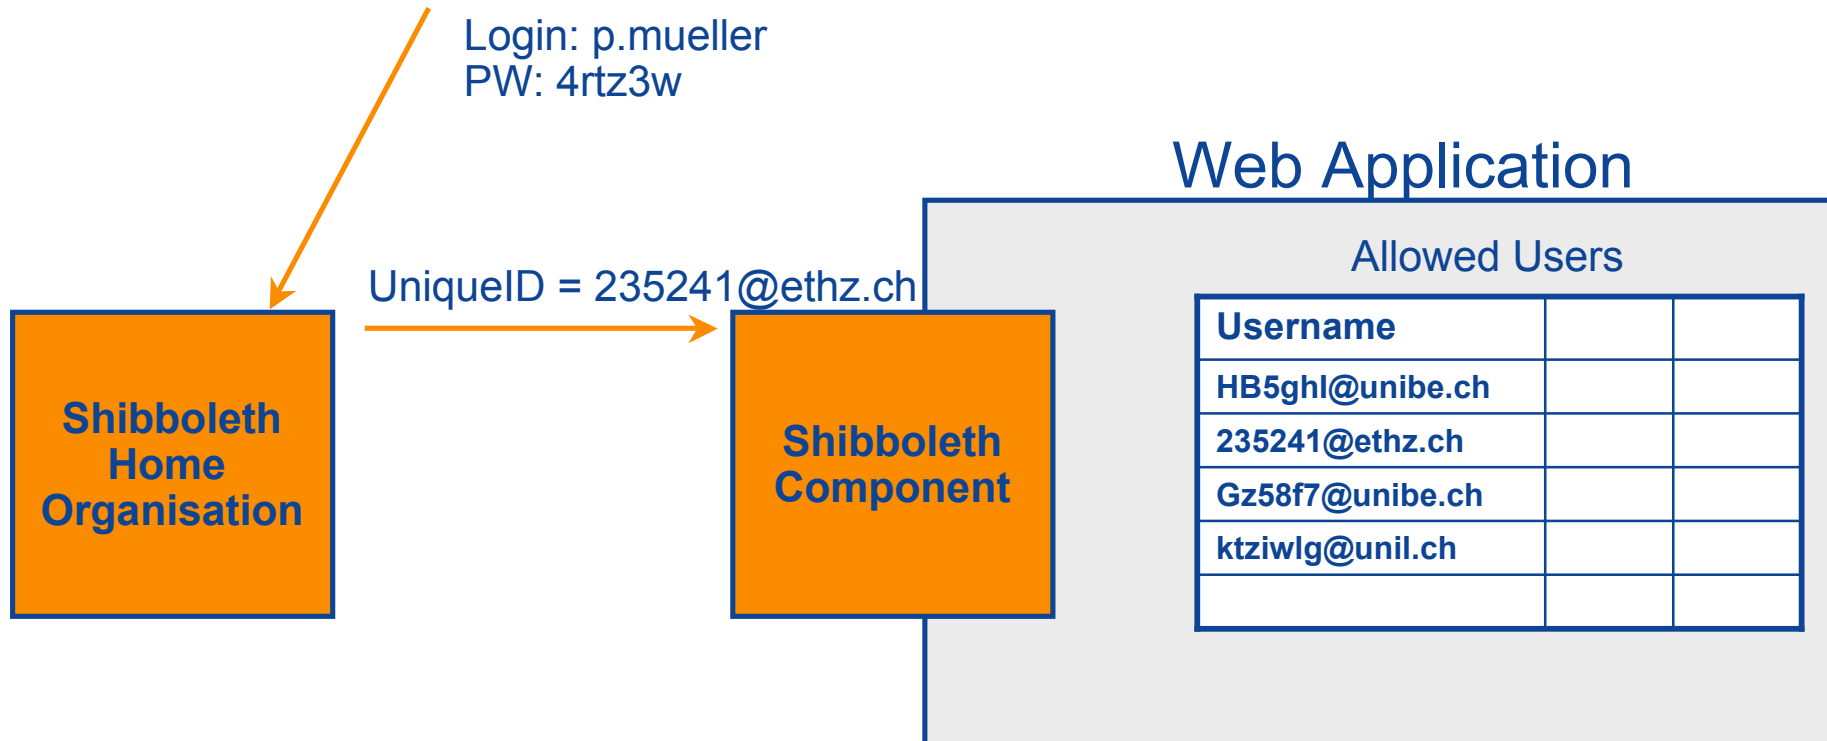 Login: p.mueller
PW: 4rtz3w
Web Application
Allowed Users
UniqueID = 235241@ethz.ch
Username
HB5ghl@unibe.ch
235241@ethz.ch
Gz58f7@unibe.ch
ktziwlg@unil.ch
Shibboleth
Home
Organisation
Shibboleth
Component